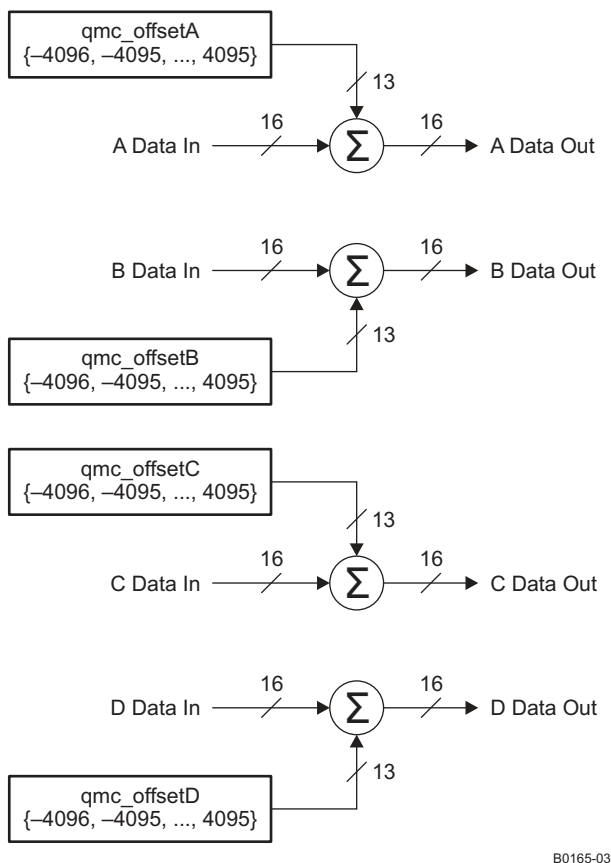 qmc_offsetA
{–4096, –4095, ..., 4095}
13
16
16
A Data In
Σ
A Data Out
16
16
B Data In
Σ
B Data Out
13
qmc_offsetB
{–4096, –4095, ..., 4095}
qmc_offsetC
{–4096, –4095, ..., 4095}
13
16
16
C Data In
Σ
C Data Out
16
16
D Data In
Σ
D Data Out
13
qmc_offsetD
{–4096, –4095, ..., 4095}
B0165-03